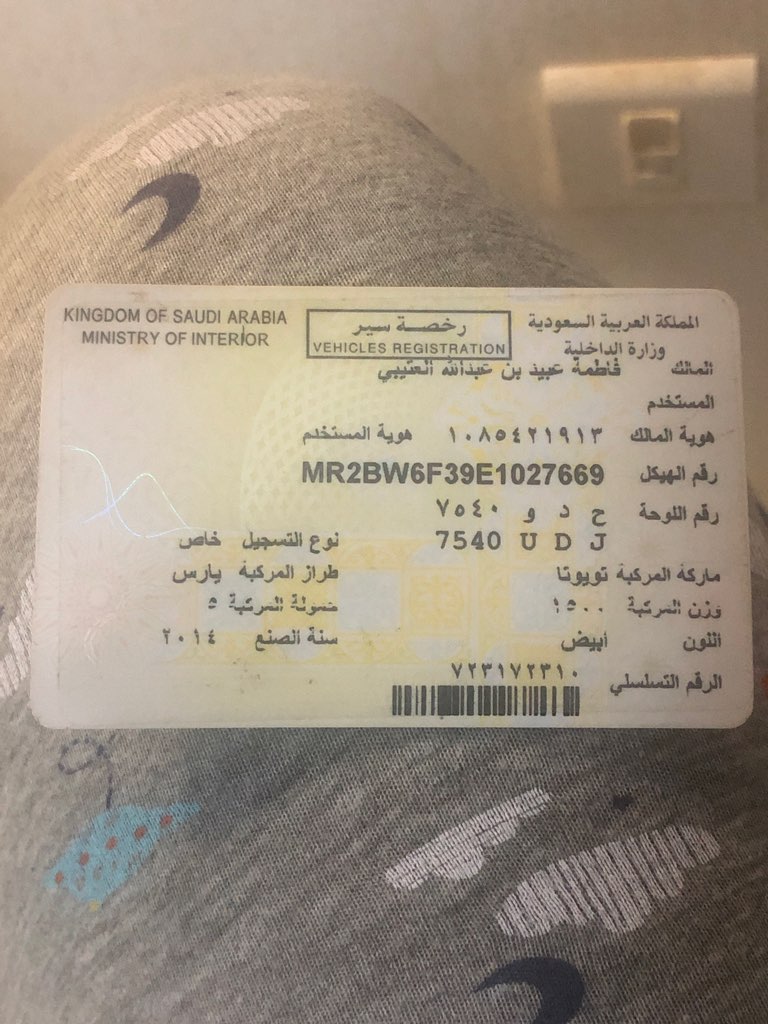 KINGDOM OF SAUDI ARABIA
MINISTRY OF INTERIOR
رخصة سير
VEHICLES REGISTRATION
المملكة العربية السعودية
وزارة الداخلية
المالك فاطمة عبيد بن عبدالله العتيبي
المستخدم
هوية المالك ١٠٨٥٤٢١٩١٣ هوية المستخدم
رقم الهيكل MR2BW6F39E1027669
رقم اللوحة ح د و ٧٥٤٠
7540 U D J نوع التسجيل خاص
ماركة المركبة تويوتا طراز المركبة يارس
وزن المركبة ١٥٠٠ حمولة المركبة ٥
اللون أبيض سنة الصنع ٢٠١٤
الرقم التسلسلي ٧٢٣١٧٢٣١٠